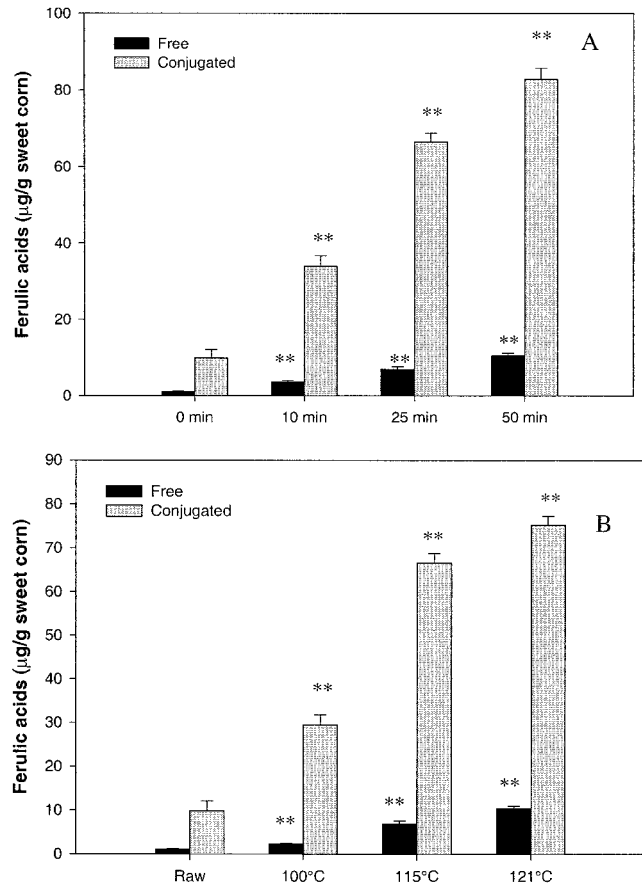 A
Free
Conjugated
**
**
**
**
**
**
100
80
60
40
20
0
Ferulic acids (μg/g sweet corn)
0 min 10 min 25 min 50 min
B
Free
Conjugated
**
**
**
**
**
**
90
80
70
60
50
40
30
20
10
0
Ferulic acids (μg/g sweet corn)
Raw 100°C 115°C 121°C